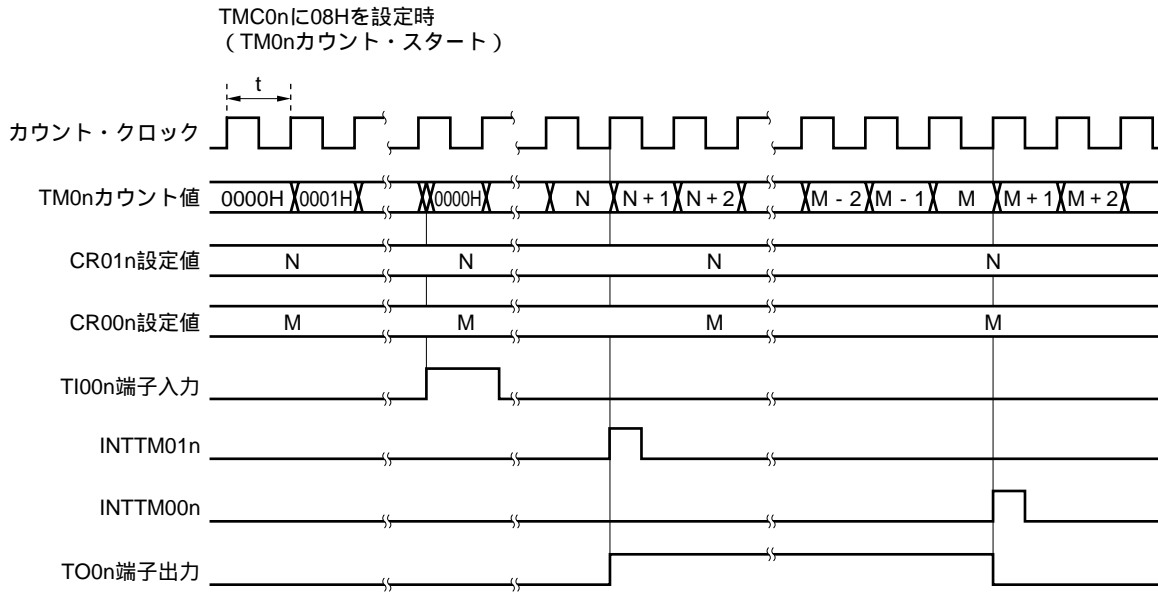 TMC0nに08Hを設定時
（TM0nカウント・スタート）
t
カウント・クロック
TM0nカウント値 0000H 0001H 0000H N N + 1 N + 2 M - 2 M - 1 M M + 1 M + 2
CR01n設定値 N N N N
CR00n設定値 M M M M
TI00n端子入力
INTTM01n
INTTM00n
TO0n端子出力